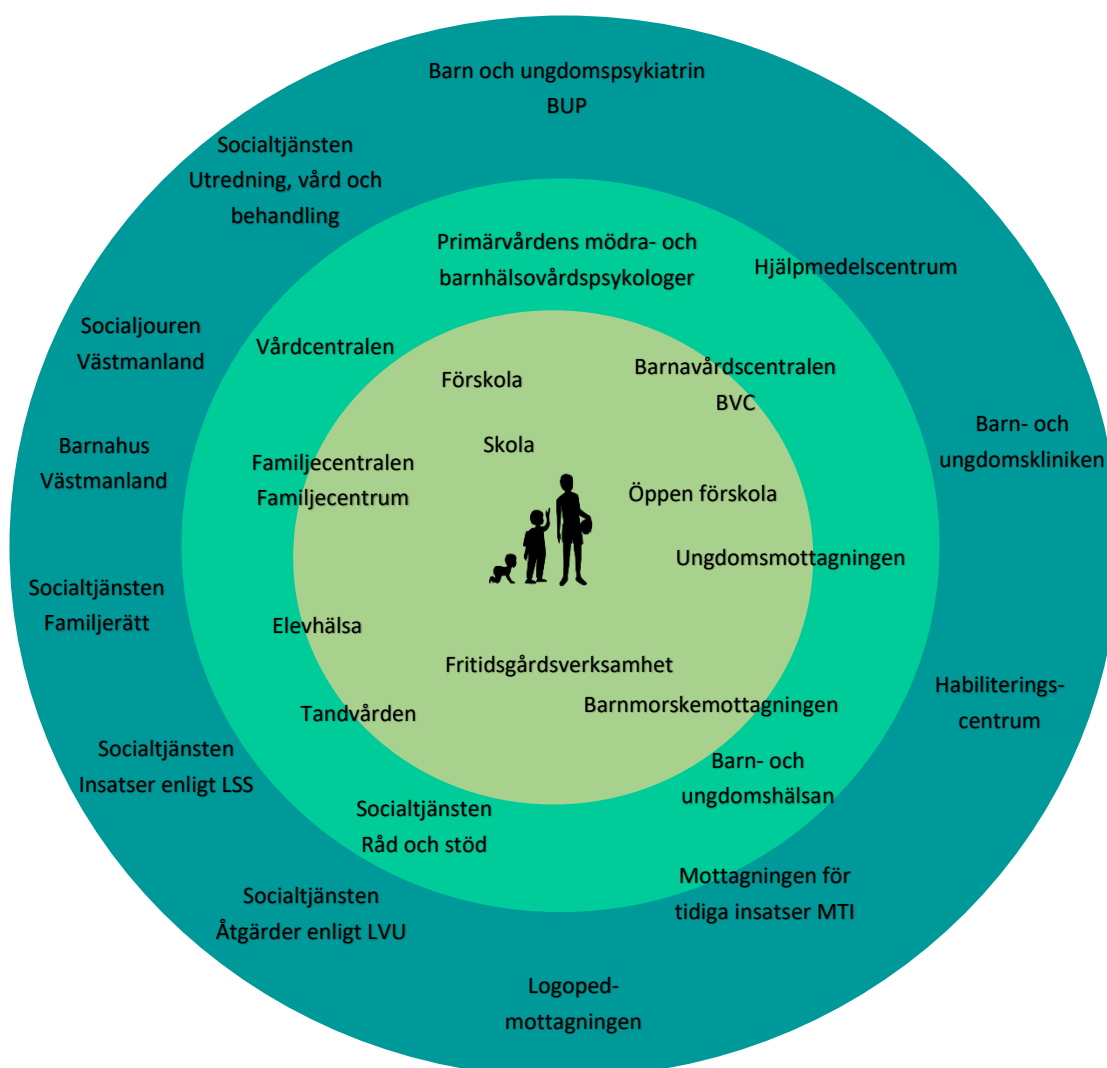 Barn och ungdomspsykiatrin
BUP
Socialtjänsten
Utredning, vård och
behandling
Primärvårdens mödra- och
barnhälsovårdspsykologer
Hjälpmedelscentrum
Socialjouren
Västmanland
Vårdcentralen
Förskola
Barnavårdscentralen
BVC
Barnahus
Västmanland
Familjecentralen
Familjecentrum
Skola
Öppen förskola
Barn- och
ungdomskliniken
Ungdomsmottagningen
Socialtjänsten
Familjerätt
Elevhälsa
Fritidsgårdsverksamhet
Tandvården
Barnmorskemottagningen
Habiliterings-
centrum
Socialtjänsten
Insatser enligt LSS
Socialtjänsten
Råd och stöd
Barn- och
ungdomshälsan
Socialtjänsten
Åtgärder enligt LVU
Mottagningen för
tidiga insatser MTI
Logoped-
mottagningen